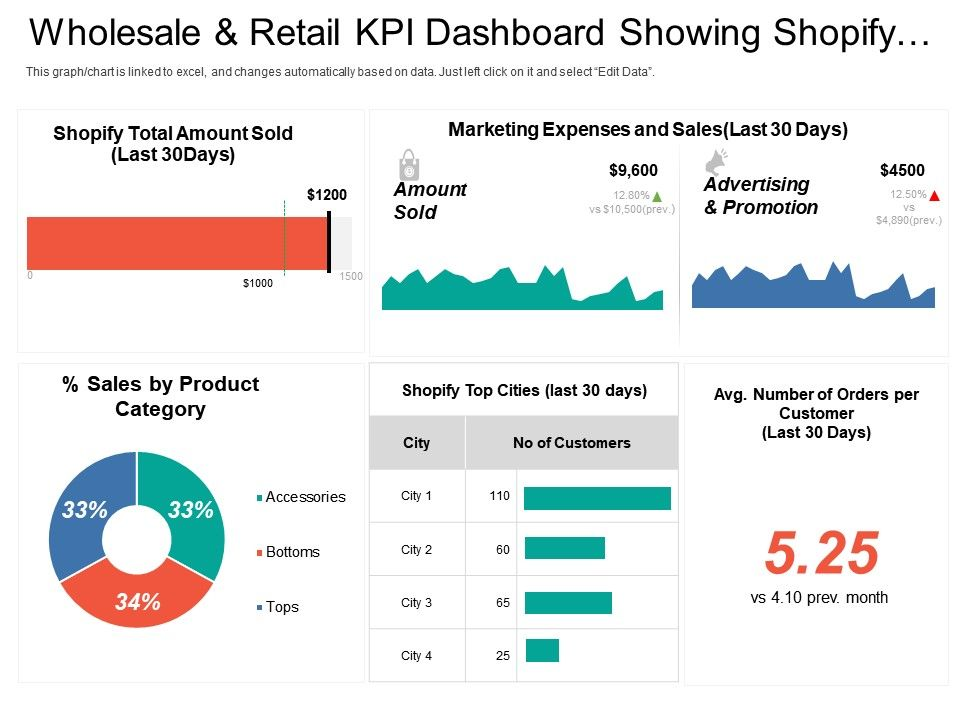 Wholesale & Retail KPI Dashboard Showing Shopify…
This graph/chart is linked to excel, and changes automatically based on data. Just left click on it and select “Edit Data”.
Shopify Total Amount Sold
(Last 30Days)
$1200
0
$1000
1500
Marketing Expenses and Sales(Last 30 Days)
Amount
Sold
$9,600
12.80%
vs $10,500(prev.)
Advertising
& Promotion
$4500
12.50%
vs
$4,890(prev.)
% Sales by Product
Category
33%
33%
34%
Accessories
Bottoms
Tops
Shopify Top Cities (last 30 days)
City No of Customers
City 1 110
City 2 60
City 3 65
City 4 25
Avg. Number of Orders per
Customer
(Last 30 Days)
5.25
vs 4.10 prev. month